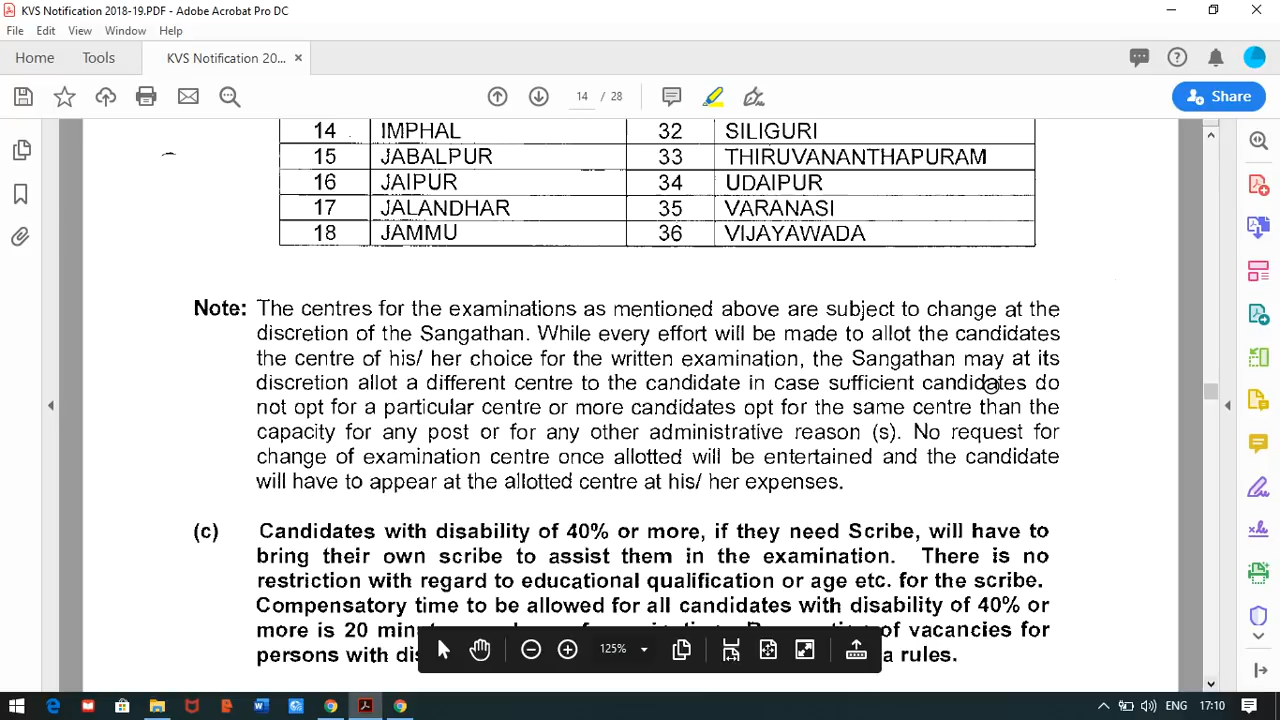 KVS Notification 2018-19.PDF - Adobe Acrobat Pro DC
File Edit View Window Help
Home Tools KVS Notification 20... ×
14 / 28
Share
14 IMPHAL 32 SILIGURI
15 JABALPUR 33 THIRUVANANTHAPURAM
16 JAIPUR 34 UDAIPUR
17 JALANDHAR 35 VARANASI
18 JAMMU 36 VIJAYAWADA
Note: The centres for the examinations as mentioned above are subject to change at the
discretion of the Sangathan. While every effort will be made to allot the candidates
the centre of his/ her choice for the written examination, the Sangathan may at its
discretion allot a different centre to the candidate in case sufficient candidates do
not opt for a particular centre or more candidates opt for the same centre than the
capacity for any post or for any other administrative reason (s). No request for
change of examination centre once allotted will be entertained and the candidate
will have to appear at the allotted centre at his/ her expenses.
(c) Candidates with disability of 40% or more, if they need Scribe, will have to
bring their own scribe to assist them in the examination. There is no
restriction with regard to educational qualification or age etc. for the scribe.
Compensatory time to be allowed for all candidates with disability of 40% or
more is 20 of vacancies for
persons with rules.
125%
ENG 17:10